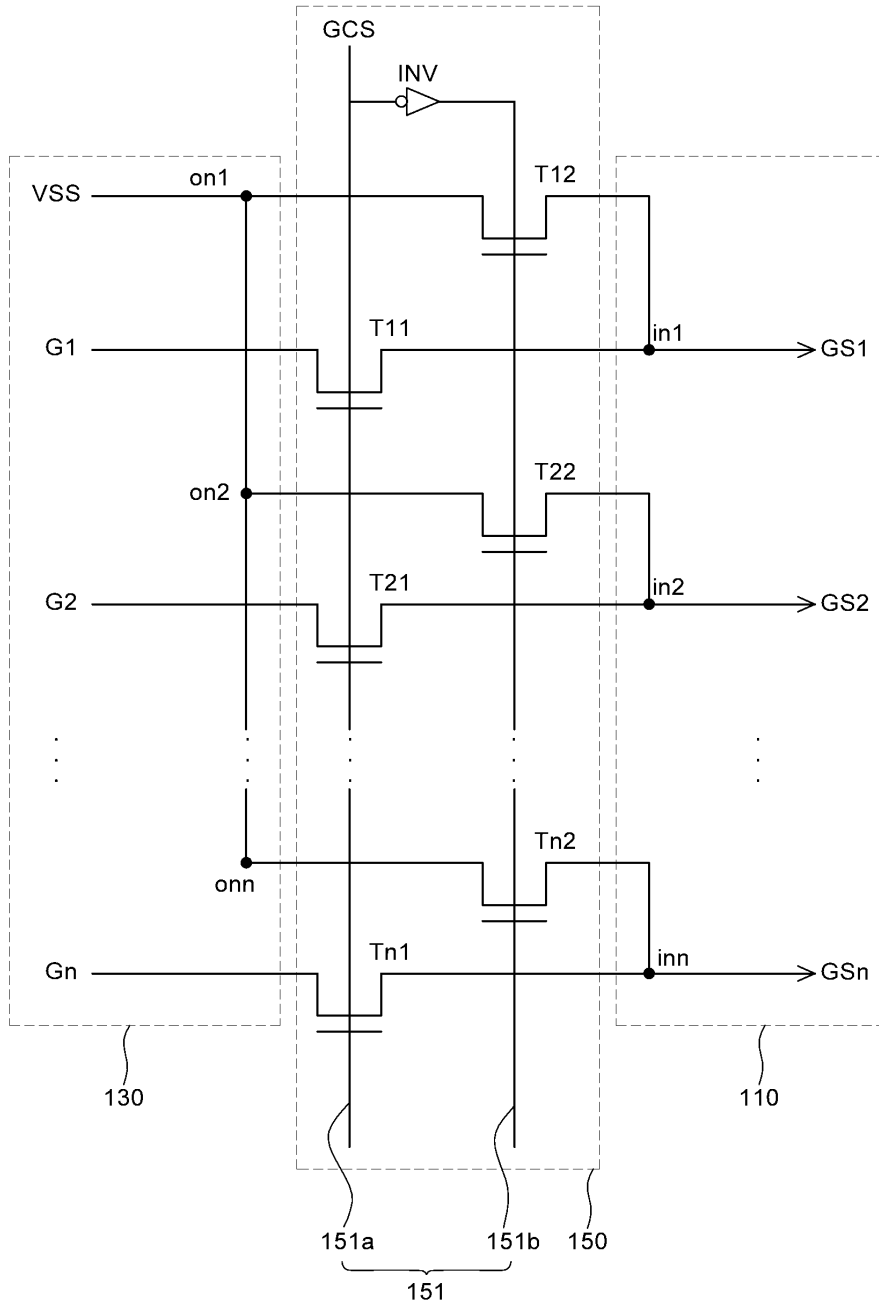 GCS
INV
on1
T12
VSS
T11
in1
G1
GS1
T22
on2
T21
in2
G2
GS2
Tn2
onn
Tn1
inn
Gn
GSn
130
110
151a
151b
150
151